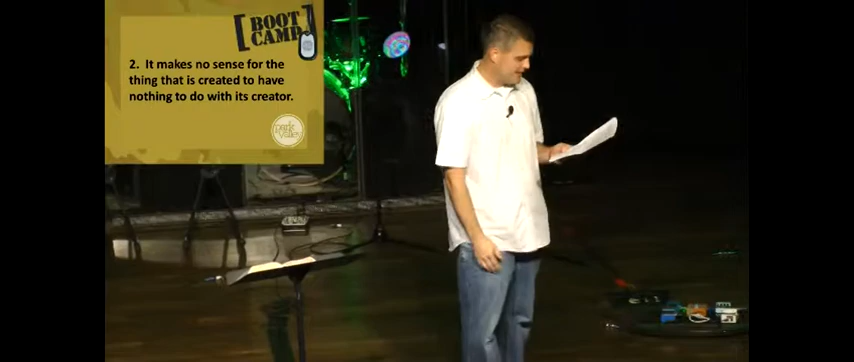 BOOT
CAMP
2. It makes no sense for the
thing that is created to have
nothing to do with its creator.